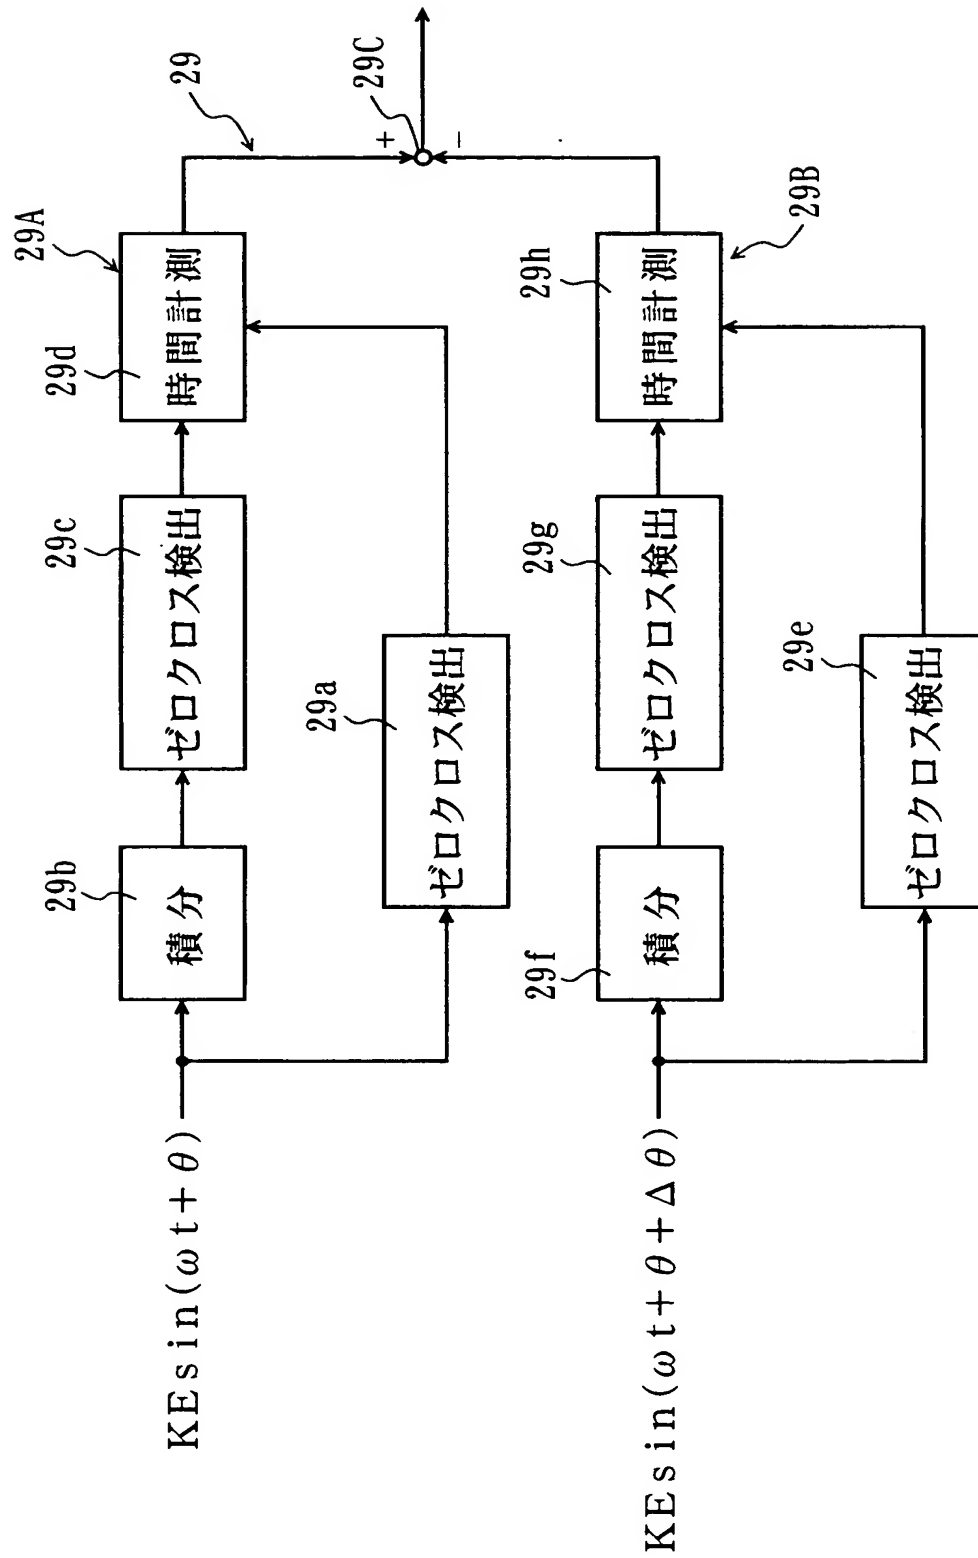 29
29A
29d
時間計測
29c
ゼロクロス検出
29b
積分
29a
ゼロクロス検出
KEsin(ωt+θ)
+
29C
−
29B
29h
時間計測
29g
ゼロクロス検出
29f
積分
29e
ゼロクロス検出
KEsin(ωt+θ+Δθ)